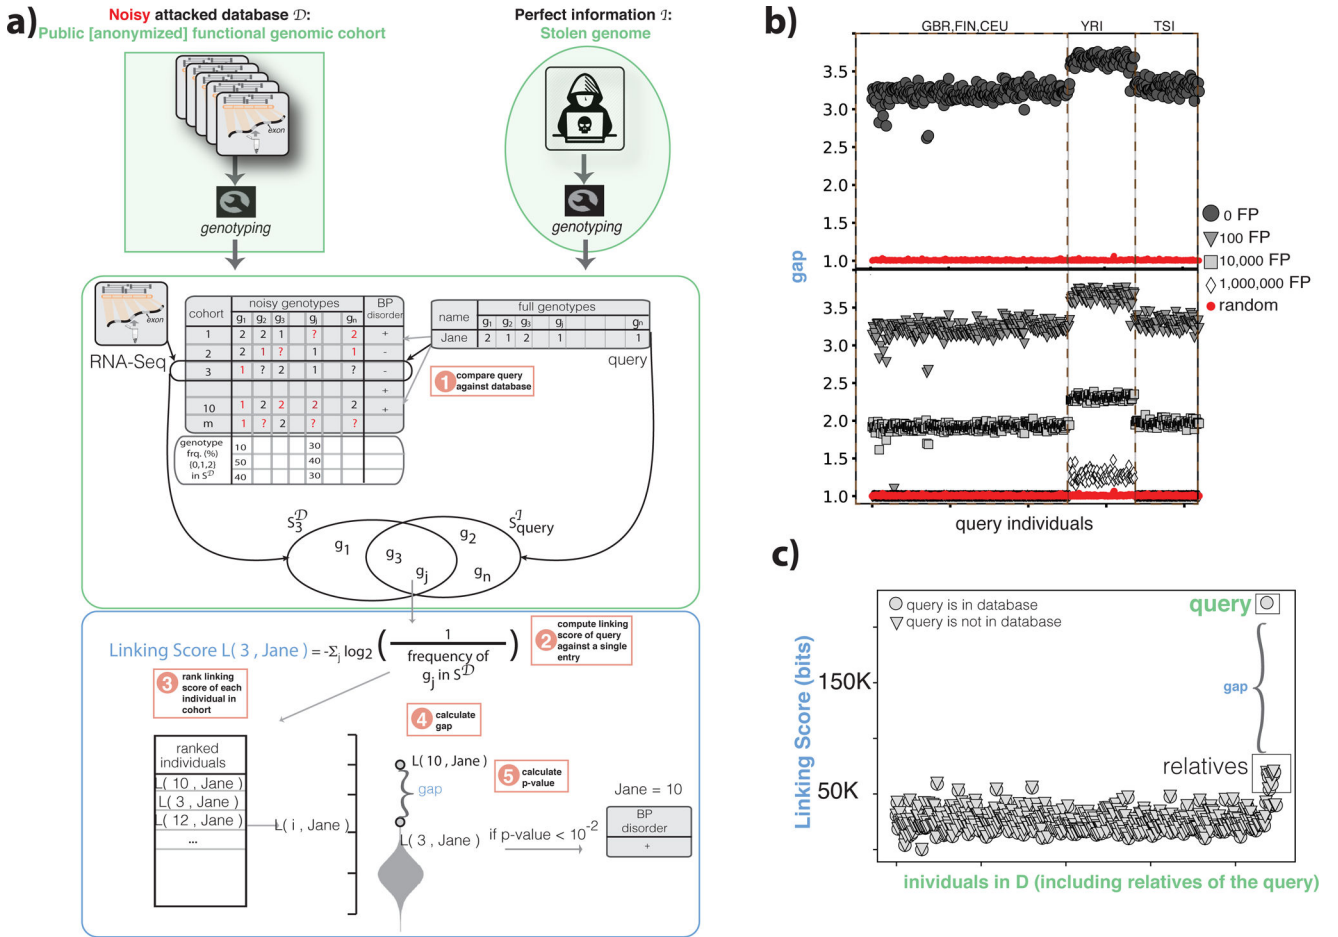 a)
Noisy attacked database 𝒟:
Public [anonymized] functional genomic cohort
exon
genotyping
Perfect information ℐ:
Stolen genome
genotyping
exon
RNA-Seq
cohort noisy genotypes BP disorder
g1 g2 g3 gj gn
1 2 2 1 ? 2 +
2 2 1 ? 1 1 -
3 1 ? 2 1 ? -
+
10 1 2 2 2 2 +
m 1 ? 2 ? ?
genotype
frq. (%)
{0,1,2}
in S𝒟
10 30
50 40
40 30
name full genotypes
g1 g2 g3 gj gn
Jane 2 1 2 1 1
query
1 compare query
against database
S3𝒟
Squeryℐ
g1
g3
gj
g2
gn
Linking Score L( 3 , Jane ) = -Σj log2 ( 1 / frequency of gj in S𝒟 )
2 compute linking
score of query
against a single
entry
3 rank linking
score of each
individual in
cohort
4 calculate
gap
5 calculate
p-value
ranked
individuals
L( 10 , Jane )
L( 3 , Jane )
L( 12 , Jane )
...
L( i , Jane )
L( 10 , Jane )
gap
L( 3 , Jane )
if p-value < 10-2
Jane = 10
BP
disorder
+
b)
GBR,FIN,CEU YRI TSI
3.5
3.0
2.5
2.0
1.5
1.0
3.5
3.0
2.5
2.0
1.5
1.0
gap
query individuals
0 FP
100 FP
10,000 FP
1,000,000 FP
random
c)
query is in database
query is not in database
query
gap
relatives
150K
50K
Linking Score (bits)
inividuals in D (including relatives of the query)